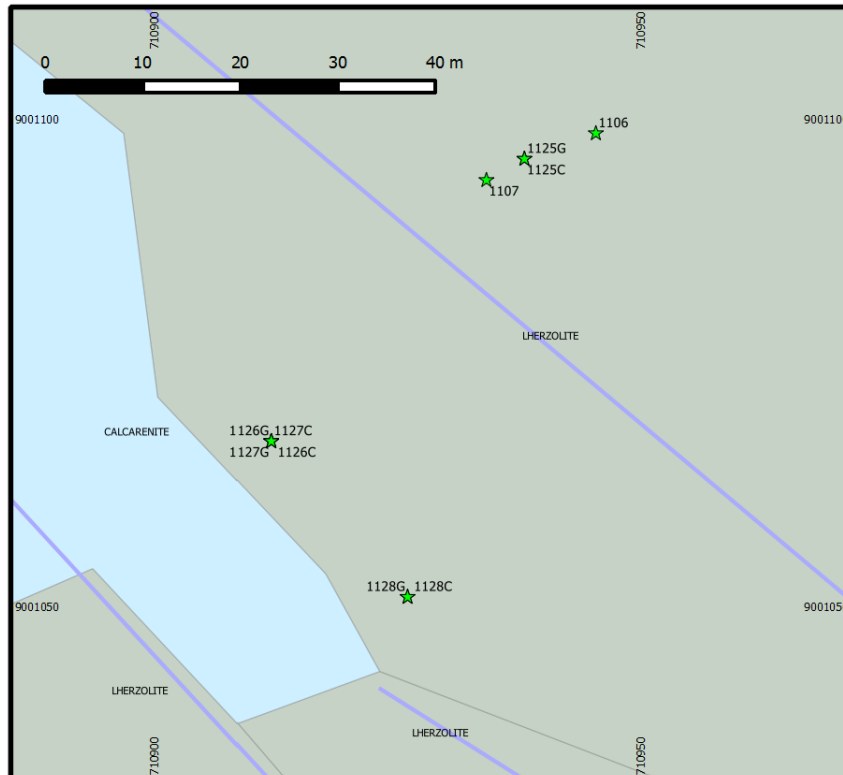 710900
710950
0 10 20 30 40 m
9001100
9001100
1106
1125G
1125C
1107
LHERZOLITE
1126G 1127C
1127G 1126C
CALCARENITE
1128G 1128C
9001050
9001050
LHERZOLITE
LHERZOLITE
710900
710950